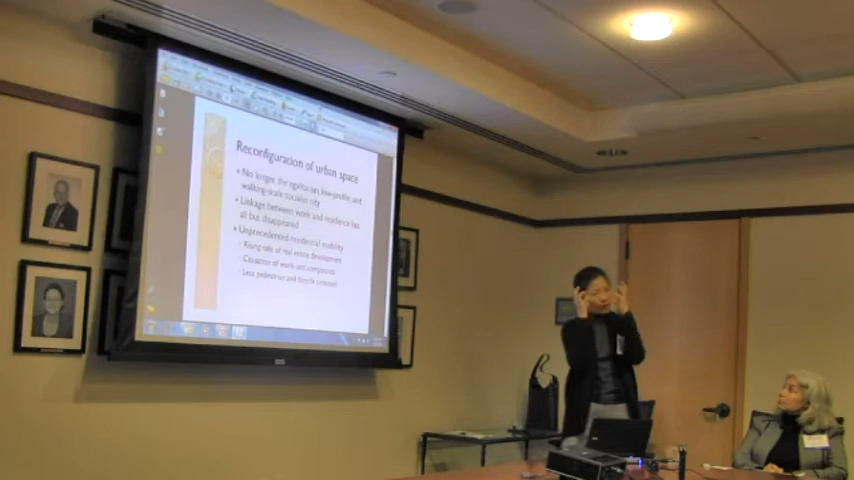 Reconfiguration of urban space
No longer the egalitarian, low-profile, and
walking-scale socialist city
Linkage between work and residence has
all but disappeared
Unprecedented residential mobility
Rising role of real estate development
Cessation of work-unit compounds
Less pedestrian and bicycle oriented